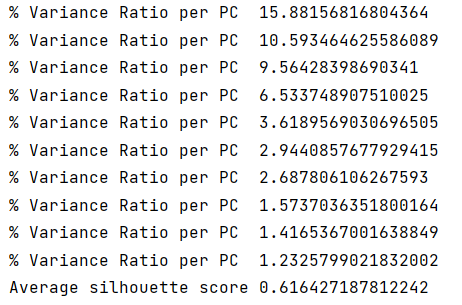 % Variance Ratio per PC  15.88156816804364
% Variance Ratio per PC  10.593464625586089
% Variance Ratio per PC  9.56428398690341
% Variance Ratio per PC  6.533748907510025
% Variance Ratio per PC  3.6189569030696505
% Variance Ratio per PC  2.9440857677929415
% Variance Ratio per PC  2.687806106267593
% Variance Ratio per PC  1.5737036351800164
% Variance Ratio per PC  1.4165367001638849
% Variance Ratio per PC  1.2325799021832002
Average silhouette score 0.616427187812242